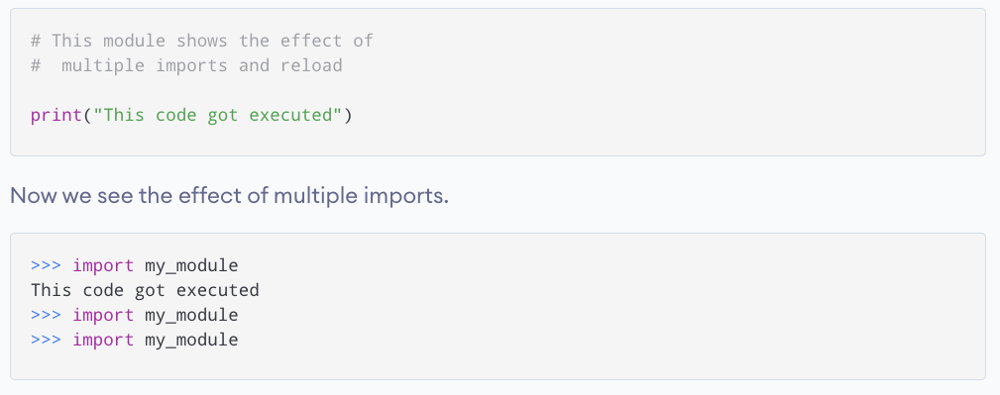 # This module shows the effect of
#  multiple imports and reload
print("This code got executed")
Now we see the effect of multiple imports.
>>> import my_module
This code got executed
>>> import my_module
>>> import my_module